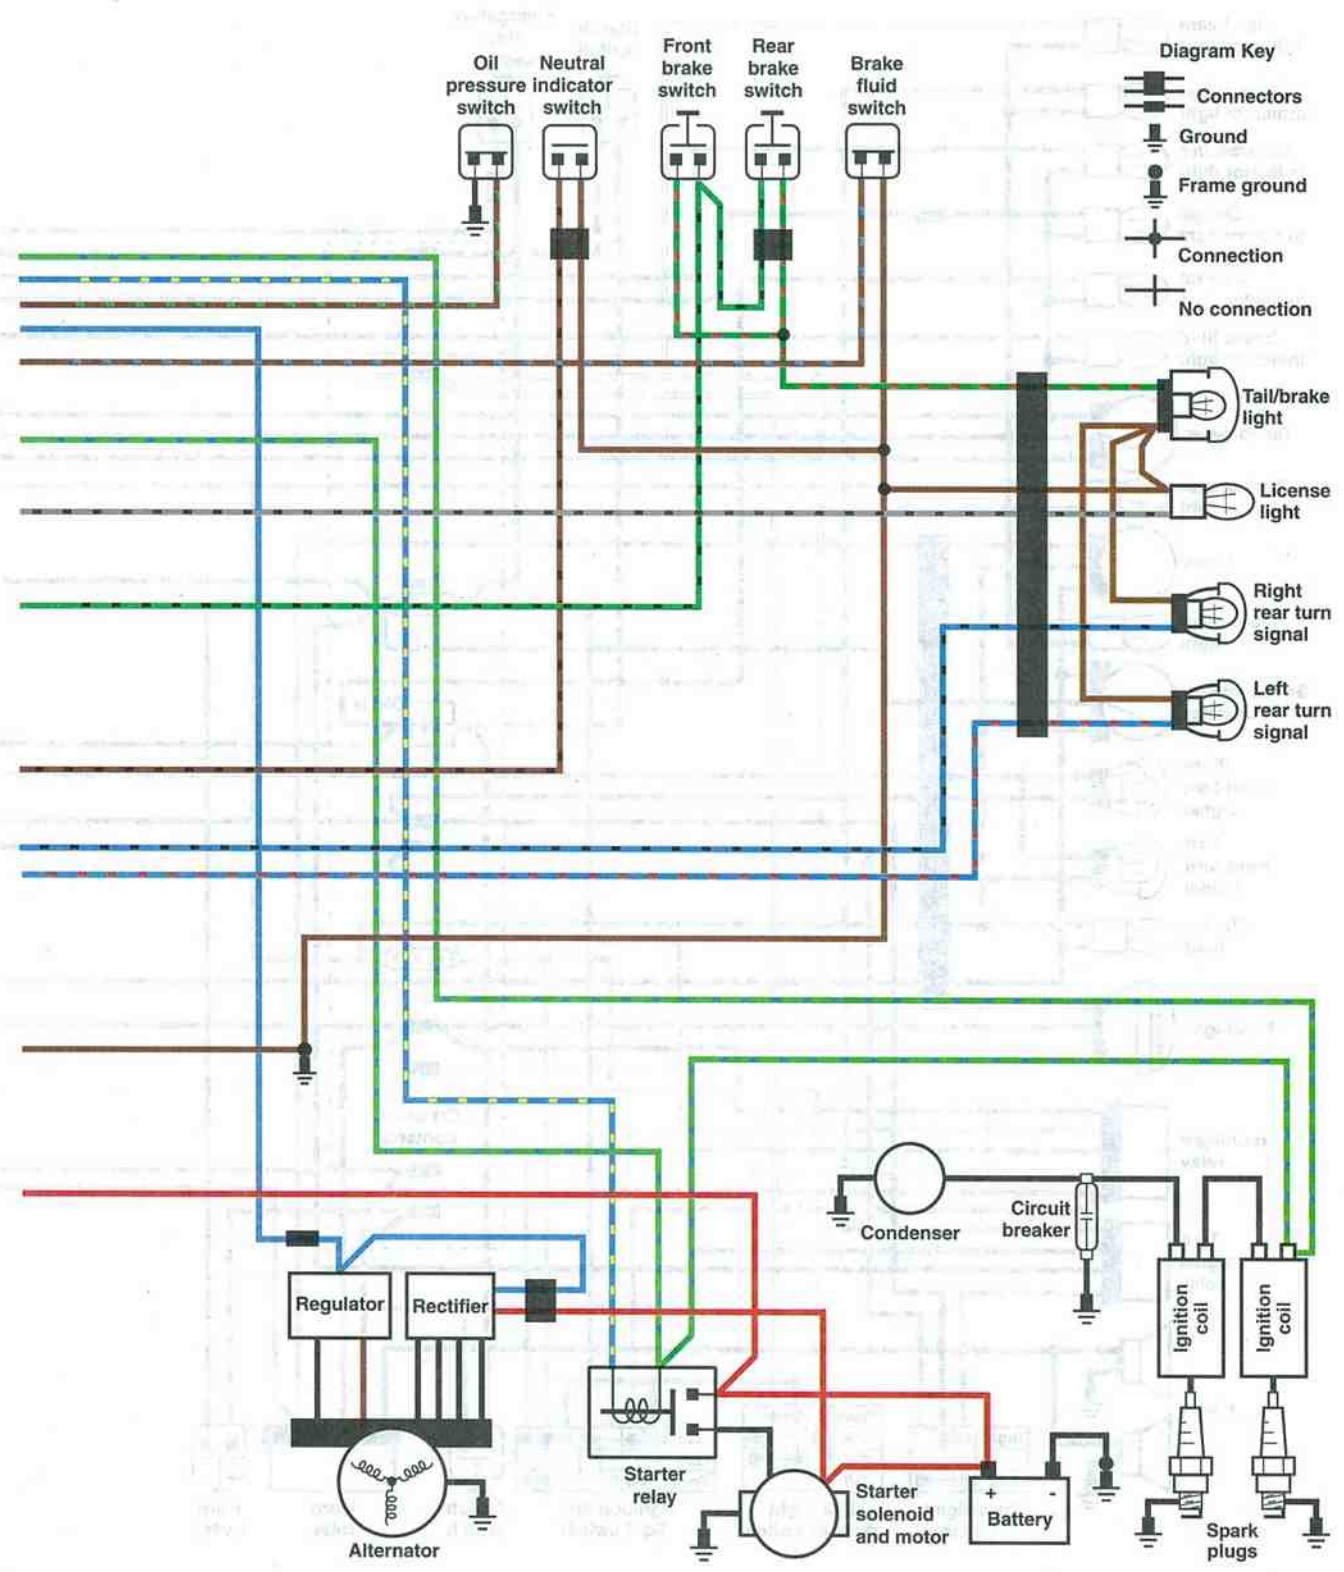 Oil
pressure
switch
Neutral
indicator
switch
Front
brake
switch
Rear
brake
switch
Brake
fluid
switch
Diagram Key
Connectors
Ground
Frame ground
Connection
No connection
Tail/brake
light
License
light
Right
rear turn
signal
Left
rear turn
signal
Condenser
Circuit
breaker
Regulator
Rectifier
Ignition
coil
Ignition
coil
Starter
relay
Starter
solenoid
and motor
+ -
Battery
Alternator
Spark
plugs